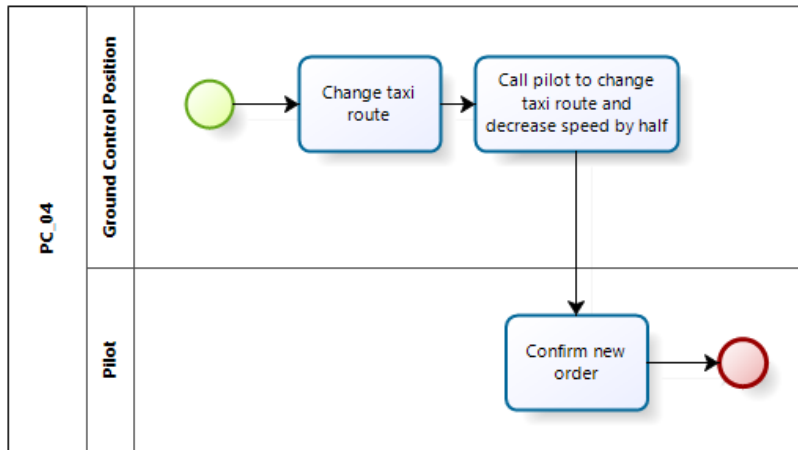 PC_04
Ground Control Position
Change taxi
route
Call pilot to change
taxi route and
decrease speed by half
Pilot
Confirm new
order